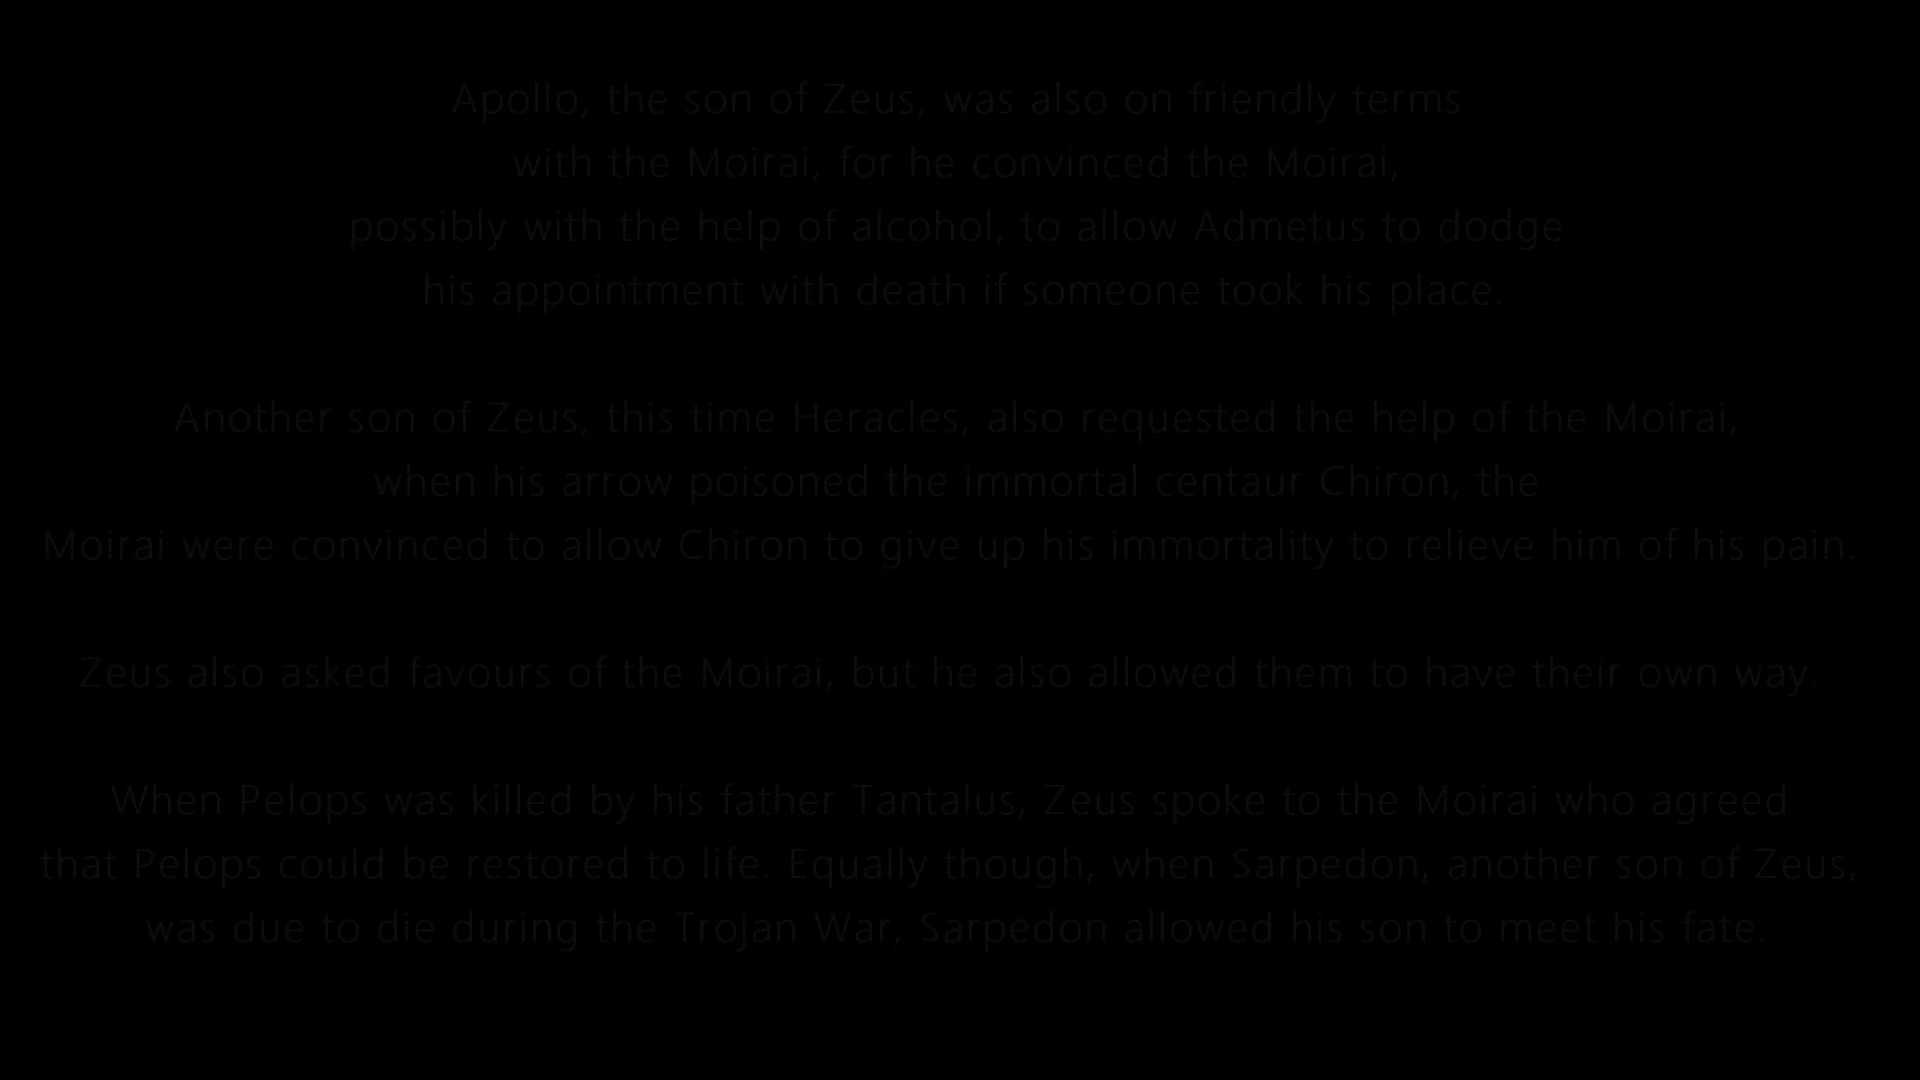 Apollo, the son of Zeus, was also on friendly terms
with the Moirai, for he convinced the Moirai,
possibly with the help of alcohol, to allow Admetus to dodge
his appointment with death if someone took his place.
Another son of Zeus, this time Heracles, also requested the help of the Moirai,
when his arrow poisoned the immortal centaur Chiron, the
Moirai were convinced to allow Chiron to give up his immortality to relieve him of his pain.
Zeus also asked favours of the Moirai, but he also allowed them to have their own way.
When Pelops was killed by his father Tantalus, Zeus spoke to the Moirai who agreed
that Pelops could be restored to life. Equally though, when Sarpedon, another son of Zeus,
was due to die during the Trojan War, Sarpedon allowed his son to meet his fate.